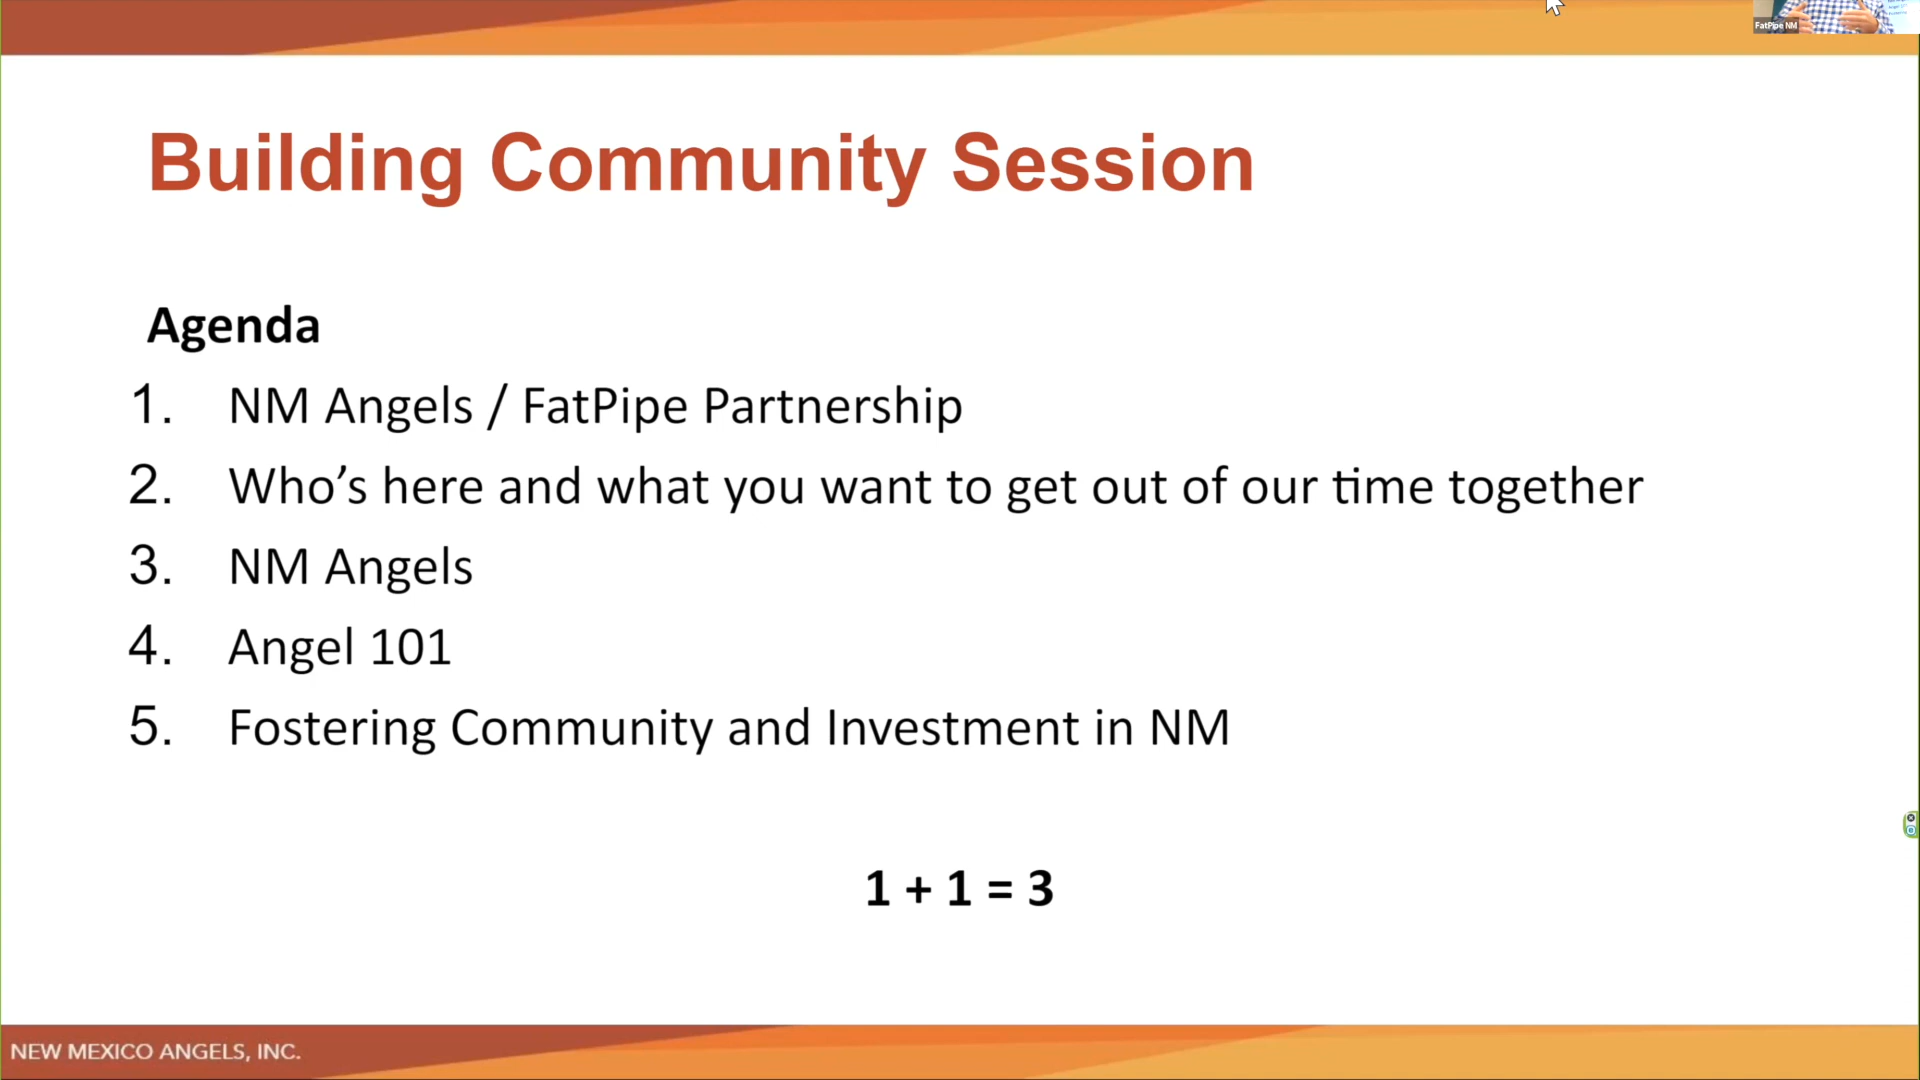 FatPipe NM
Building Community Session
Agenda
1. NM Angels / FatPipe Partnership
2. Who’s here and what you want to get out of our time together
3. NM Angels
4. Angel 101
5. Fostering Community and Investment in NM
1 + 1 = 3
NEW MEXICO ANGELS, INC.